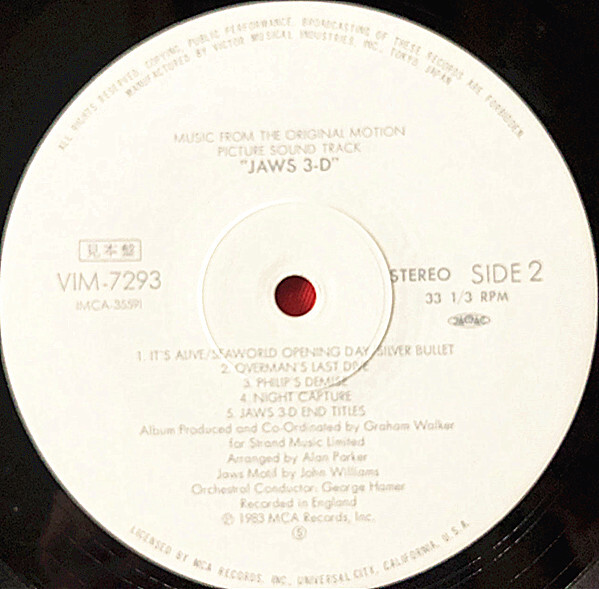 ALL RIGHTS RESERVED. COPYING, PUBLIC PERFORMANCE, BROADCASTING OF THESE RECORDS ARE FORBIDDEN.
MANUFACTURED BY VICTOR MUSICAL INDUSTRIES, INC., TOKYO, JAPAN
MUSIC FROM THE ORIGINAL MOTION
PICTURE SOUND TRACK
"JAWS 3-D"
見本盤
VIM-7293
(MCA-3559)
STEREO SIDE 2
33 1/3 RPM
1. IT'S ALIVE/SEAWORLD OPENING DAY/SILVER BULLET
2. OVERMAN'S LAST DIVE
3. PHILIP'S DEMISE
4. NIGHT CAPTURE
5. JAWS 3-D END TITLES
Album Produced and Co-Ordinated by Graham Walker
for Strand Music Limited
Arranged by Alan Parker
Jaws Motif by John Williams
Orchestral Conductor: George Hamer
Recorded in England
Ⓟ 1983 MCA Records, Inc.
Ⓢ
LICENSED BY MCA RECORDS, INC., UNIVERSAL CITY, CALIFORNIA, U.S.A.